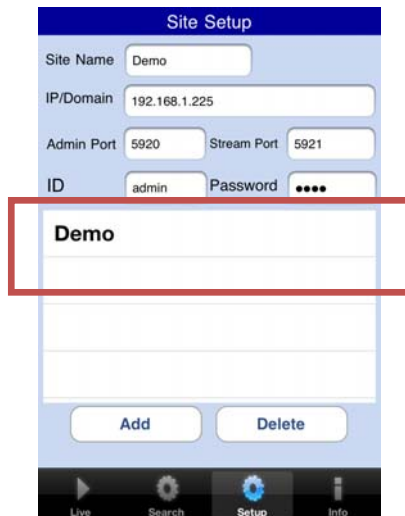 Site Setup
Site Name Demo
IP/Domain 192.168.1.225
Admin Port 5920 Stream Port 5921
ID admin Password ••••
Demo
Add Delete
Live Search Setup Info